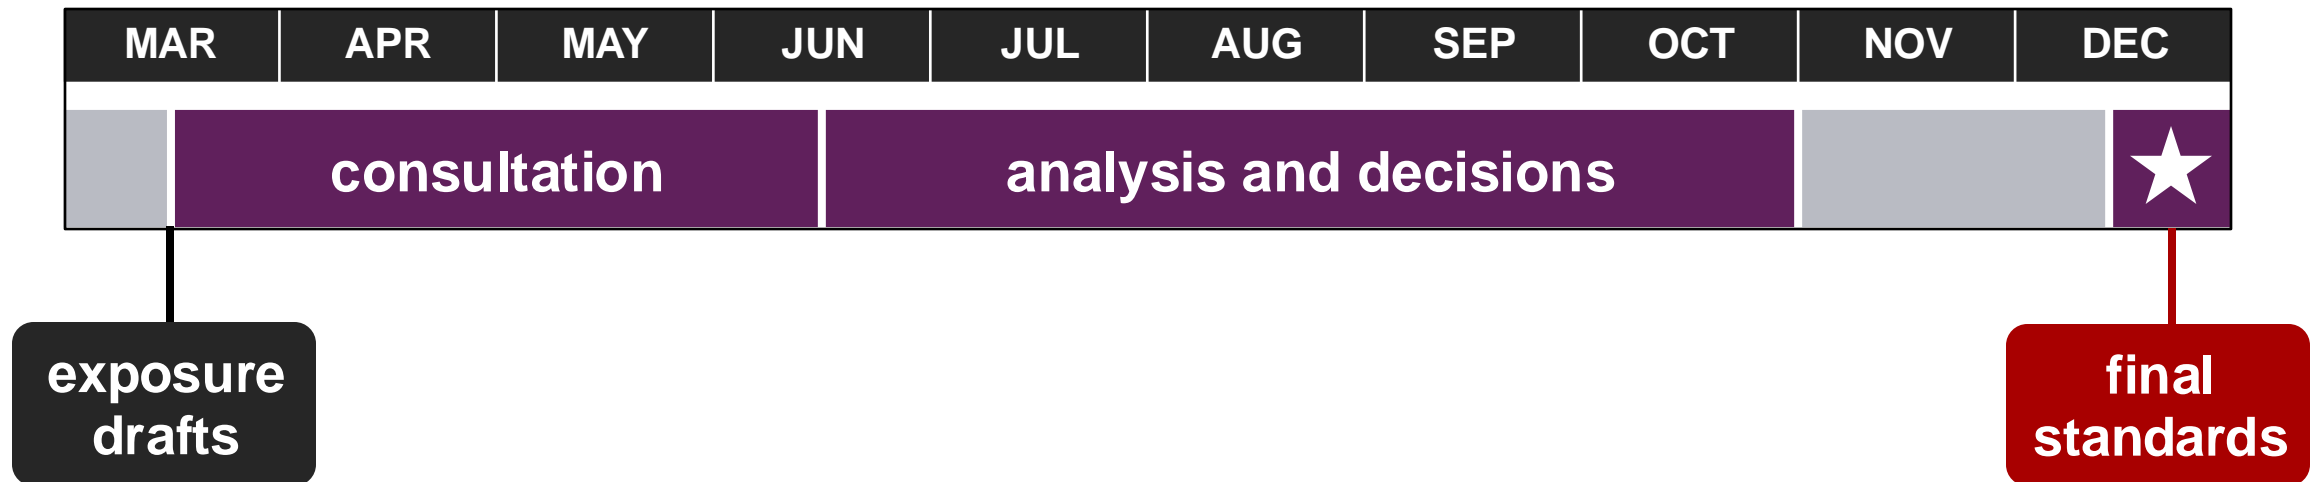 MAR APR MAY JUN JUL AUG SEP OCT NOV DEC
consultation analysis and decisions
exposure
drafts
final
standards